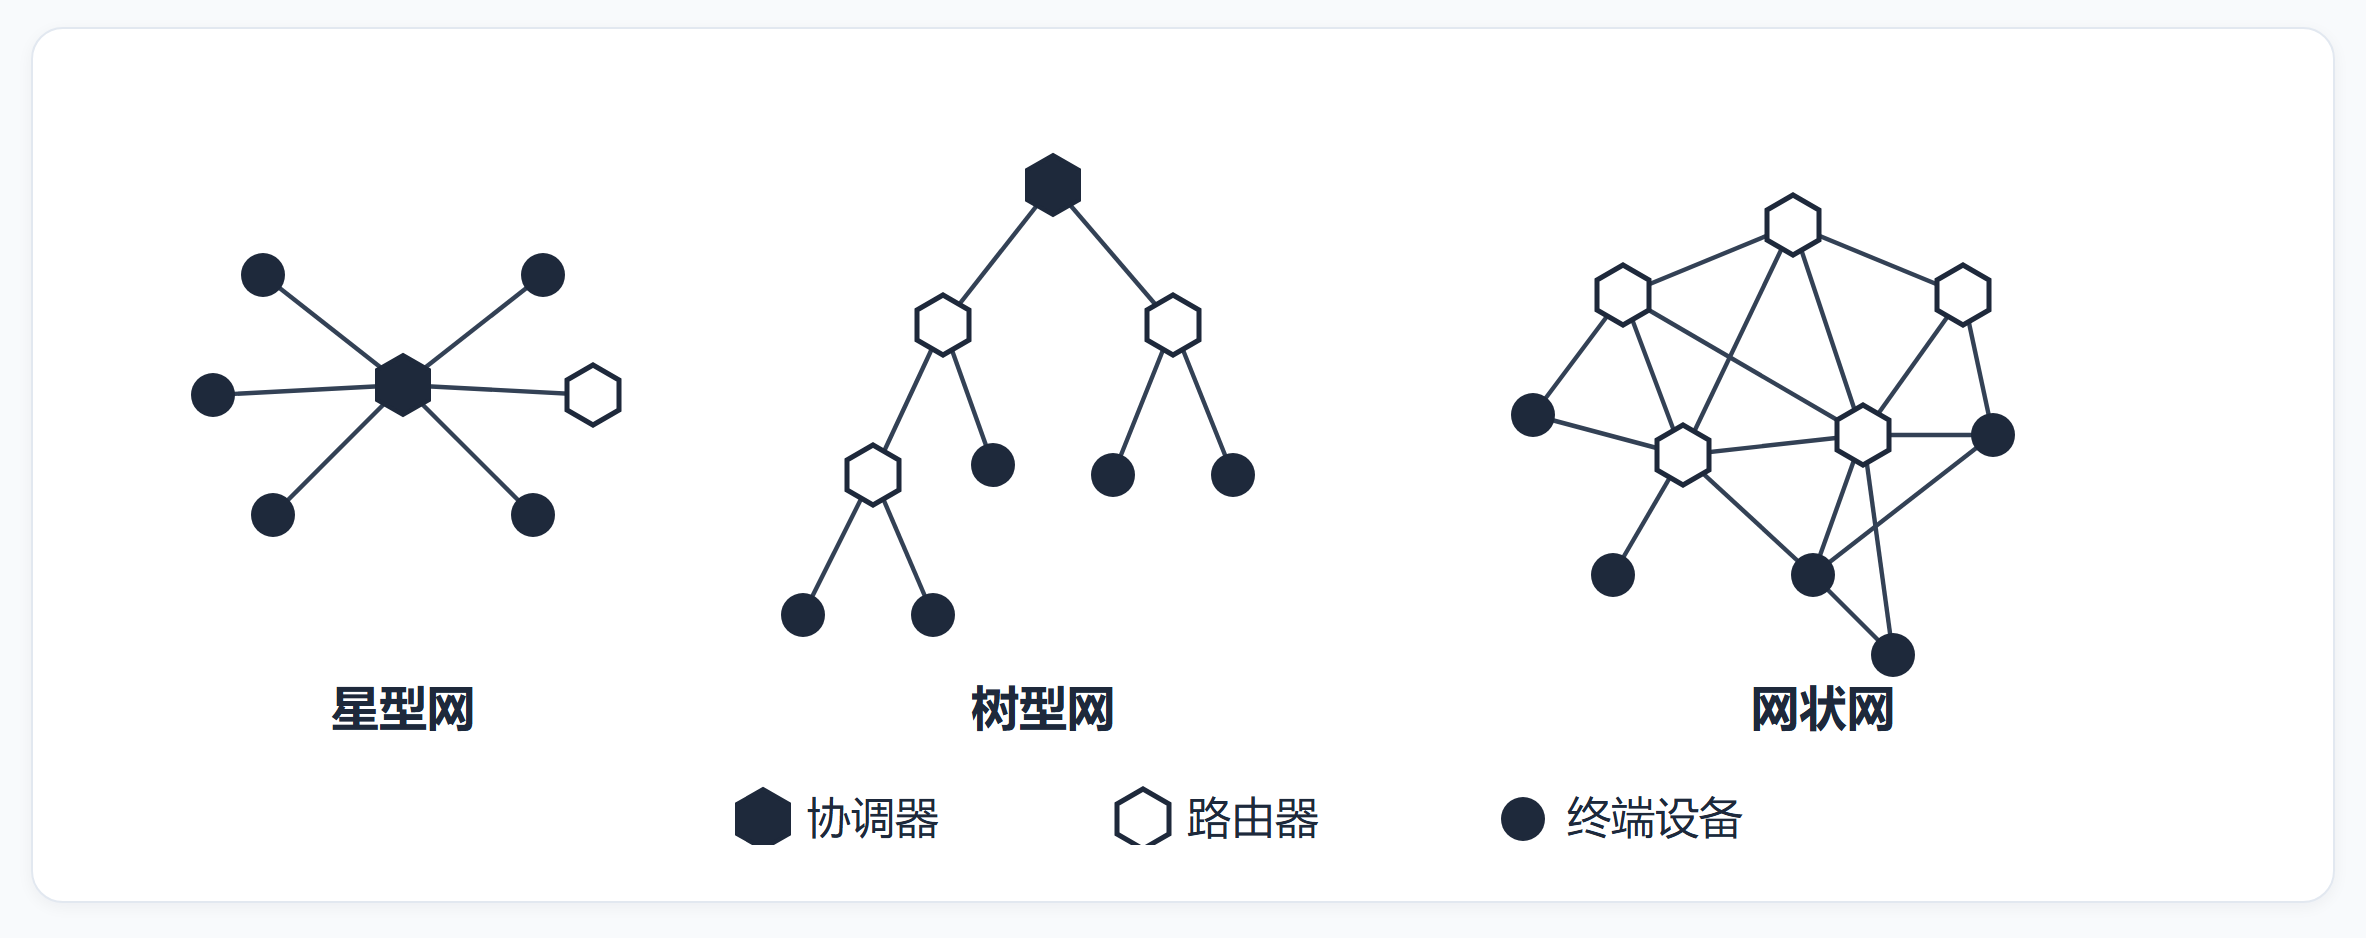 星型网
树型网
网状网
协调器
路由器
终端设备